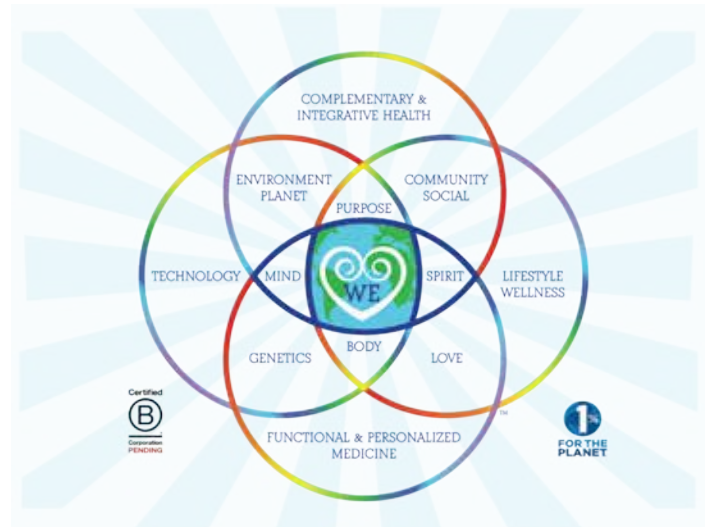 COMPLEMENTARY &
INTEGRATIVE HEALTH
ENVIRONMENT
PLANET
COMMUNITY
SOCIAL
PURPOSE
TECHNOLOGY
MIND
WE
SPIRIT
LIFESTYLE
WELLNESS
GENETICS
BODY
LOVE
FUNCTIONAL & PERSONALIZED
MEDICINE
TM
Certified
B
Corporation
PENDING
1%
FOR THE
PLANET